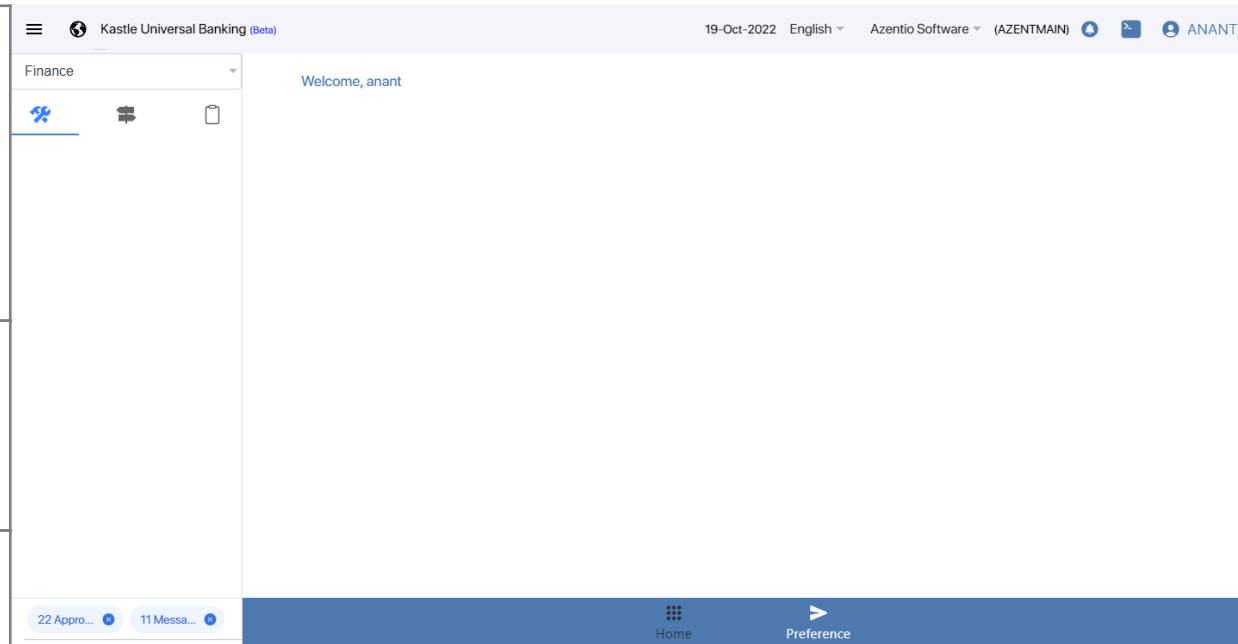 Kastle Universal Banking (Beta)
19-Oct-2022 English Azentio Software (AZENTMAIN) ANANT
Finance
Welcome, anant
22 Appro... 11 Messa...
Home Preference